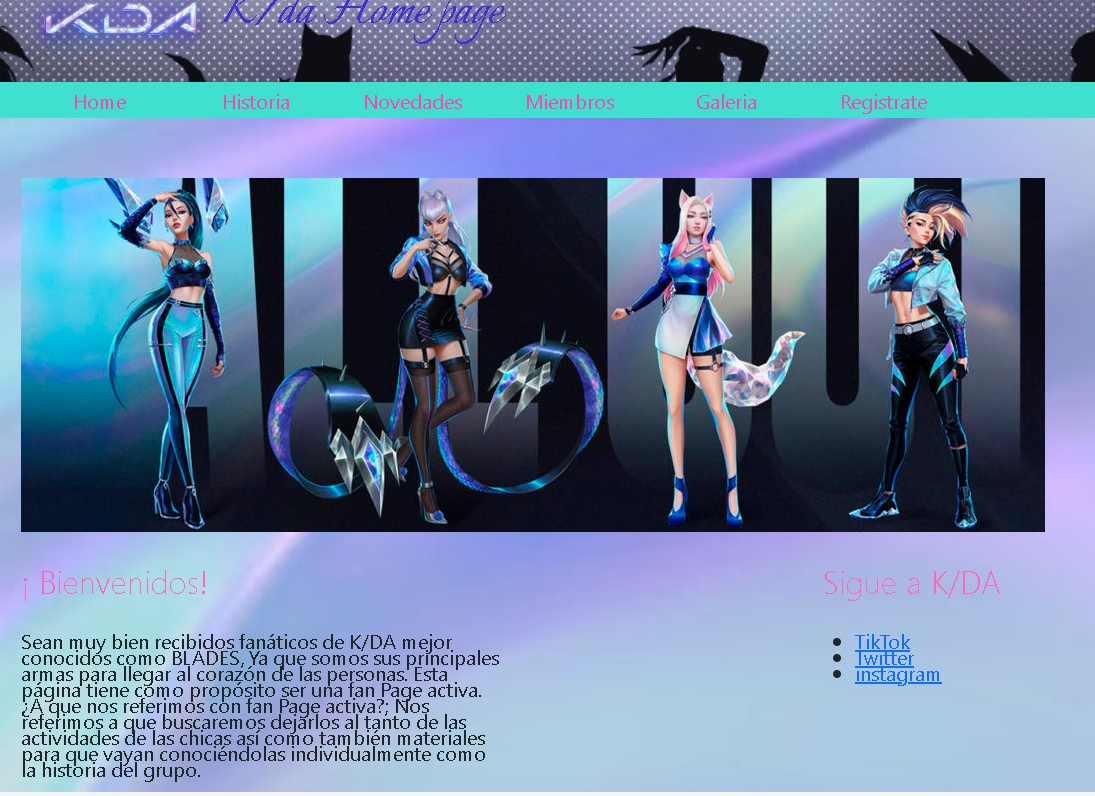 K/DA K/da Home page
Home Historia Novedades Miembros Galeria Registrate
ALL OUT
¡ Bienvenidos!
Sigue a K/DA
Sean muy bien recibidos fanáticos de K/DA mejor
conocidos como BLADES, Ya que somos sus principales
armas para llegar al corazón de las personas. Esta
página tiene como propósito ser una fan Page activa.
¿A que nos referimos con fan Page activa?; Nos
referimos a que buscaremos dejarlos al tanto de las
actividades de las chicas así como también materiales
para que vayan conociéndolas individualmente como
la historia del grupo.
TikTok
Twitter
instagram